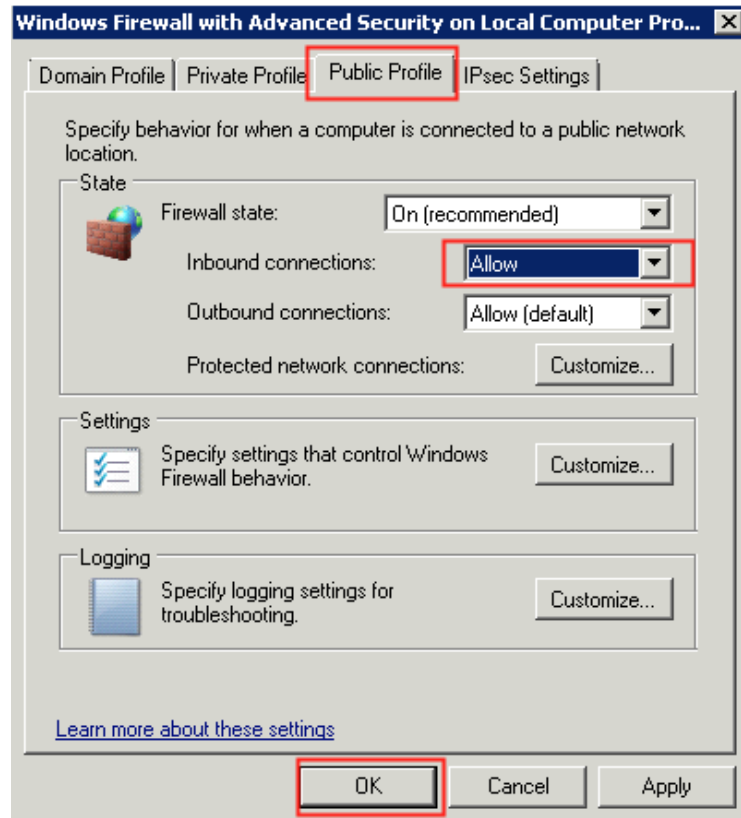 Windows Firewall with Advanced Security on Local Computer Pro...
Domain Profile
Private Profile
Public Profile
IPsec Settings
Specify behavior for when a computer is connected to a public network
location.
State
Firewall state:
On (recommended)
Inbound connections:
Allow
Outbound connections:
Allow (default)
Protected network connections:
Customize...
Settings
Specify settings that control Windows
Firewall behavior.
Customize...
Logging
Specify logging settings for
troubleshooting.
Customize...
Learn more about these settings
OK
Cancel
Apply